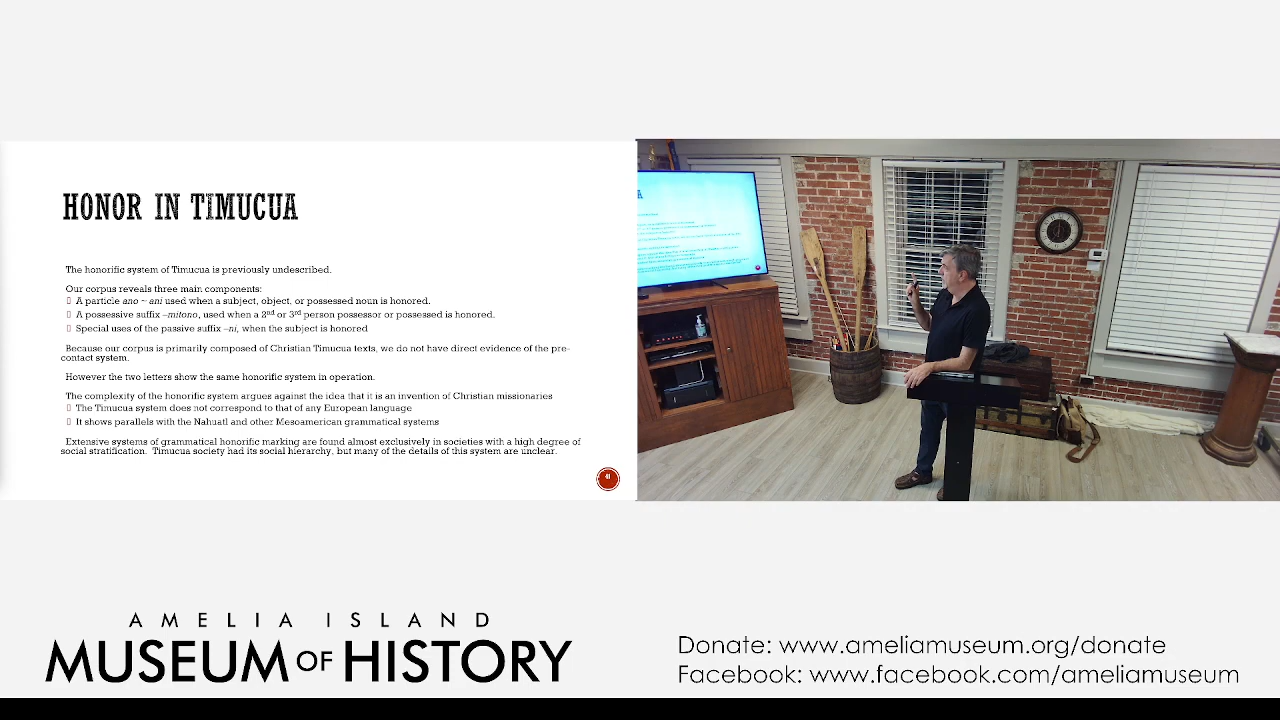 HONOR IN TIMUCUA
The honorific system of Timucua is previously undescribed.
Our corpus reveals three main components:
A particle ano ~ ani used when a subject, object, or possessed noun is honored.
A possessive suffix –mitono, used when a 2nd or 3rd person possessor or possessed is honored.
Special uses of the passive suffix –ni, when the subject is honored
Because our corpus is primarily composed of Christian Timucua texts, we do not have direct evidence of the pre-
contact system.
However the two letters show the same honorific system in operation.
The complexity of the honorific system argues against the idea that it is an invention of Christian missionaries
The Timucua system does not correspond to that of any European language
It shows parallels with the Nahuatl and other Mesoamerican grammatical systems
Extensive systems of grammatical honorific marking are found almost exclusively in societies with a high degree of
social stratification. Timucua society had its social hierarchy, but many of the details of this system are unclear.
41
AMELIA ISLAND
MUSEUM OF HISTORY
Donate: www.ameliamuseum.org/donate
Facebook: www.facebook.com/ameliamuseum